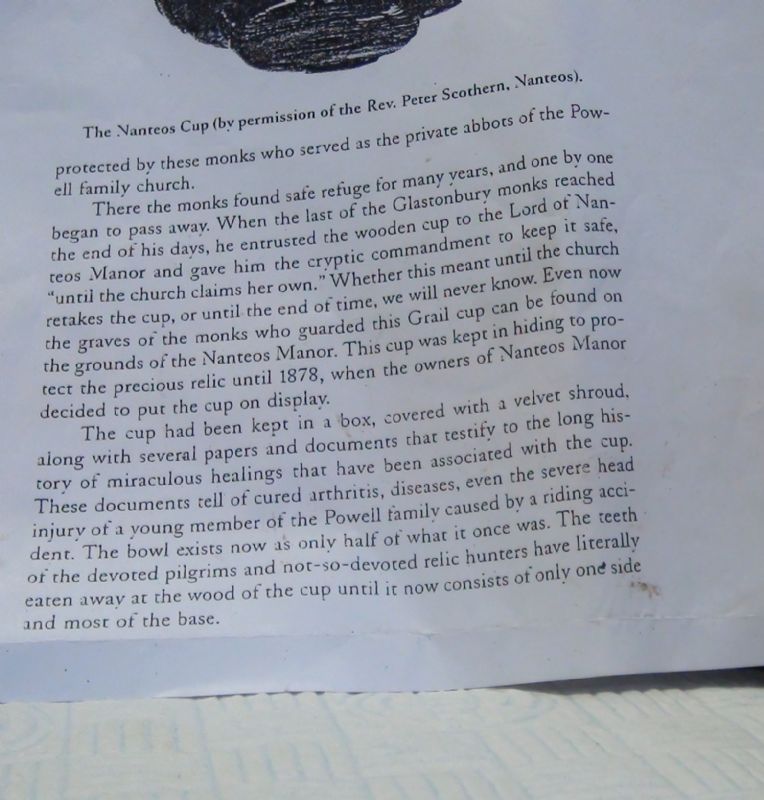 The Nanteos Cup (by permission of the Rev. Peter Scothern, Nanteos).
protected by these monks who served as the private abbots of the Pow-
ell family church.
There the monks found safe refuge for many years, and one by one
began to pass away. When the last of the Glastonbury monks reached
the end of his days, he entrusted the wooden cup to the Lord of Nan-
teos Manor and gave him the cryptic commandment to keep it safe,
"until the church claims her own." Whether this meant until the church
retakes the cup, or until the end of time, we will never know. Even now
the graves of the monks who guarded this Grail cup can be found on
the grounds of the Nanteos Manor. This cup was kept in hiding to pro-
tect the precious relic until 1878, when the owners of Nanteos Manor
decided to put the cup on display.
The cup had been kept in a box, covered with a velvet shroud,
along with several papers and documents that testify to the long his-
tory of miraculous healings that have been associated with the cup.
These documents tell of cured arthritis, diseases, even the severe head
injury of a young member of the Powell family caused by a riding acci-
dent. The bowl exists now as only half of what it once was. The teeth
of the devoted pilgrims and not-so-devoted relic hunters have literally
eaten away at the wood of the cup until it now consists of only one side
and most of the base.